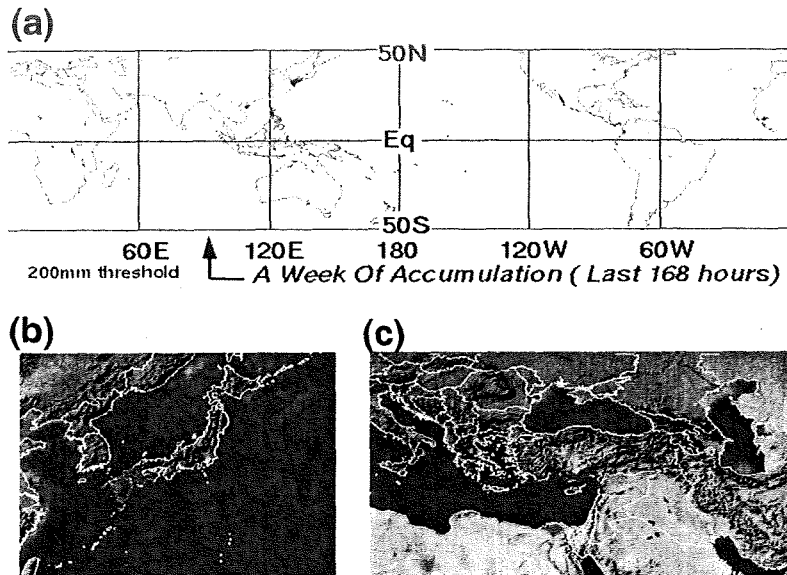 (a)
50N
Eq
50S
60E 120E 180 120W 60W
200mm threshold A Week Of Accumulation ( Last 168 hours)
(b) (c)